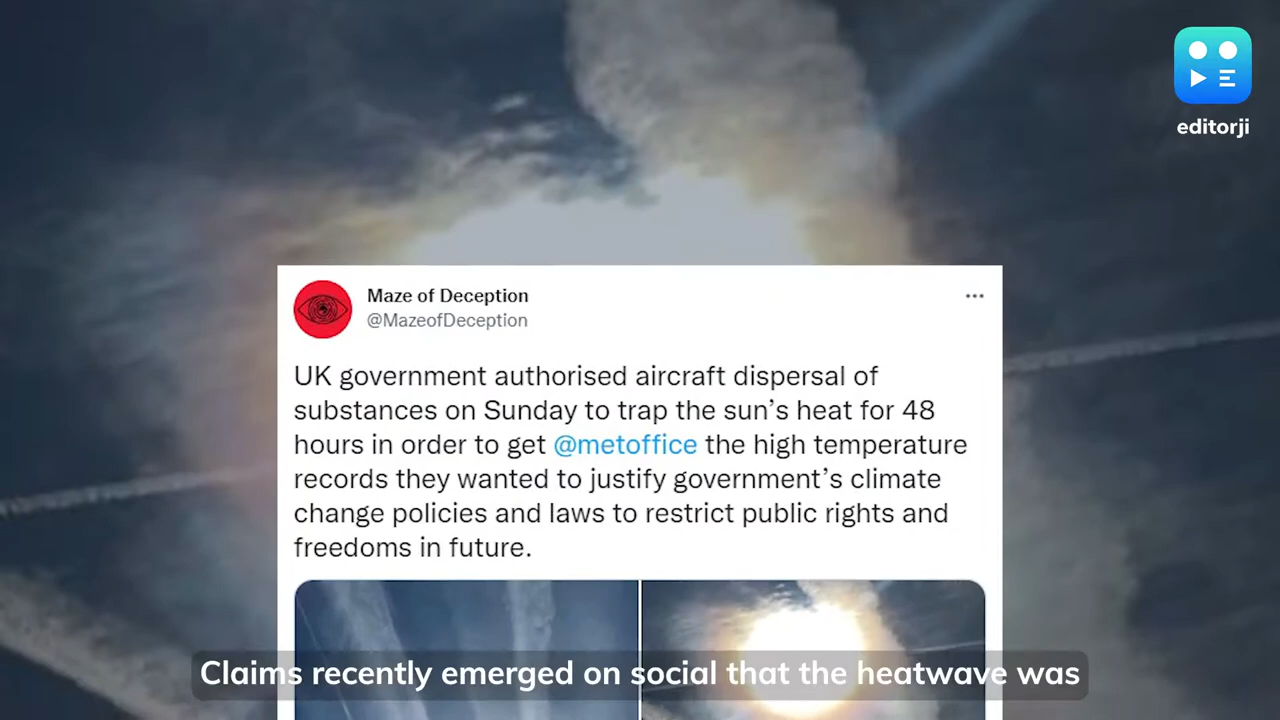 editorji
Maze of Deception
@MazeofDeception
UK government authorised aircraft dispersal of
substances on Sunday to trap the sun’s heat for 48
hours in order to get @metoffice the high temperature
records they wanted to justify government’s climate
change policies and laws to restrict public rights and
freedoms in future.
Claims recently emerged on social that the heatwave was